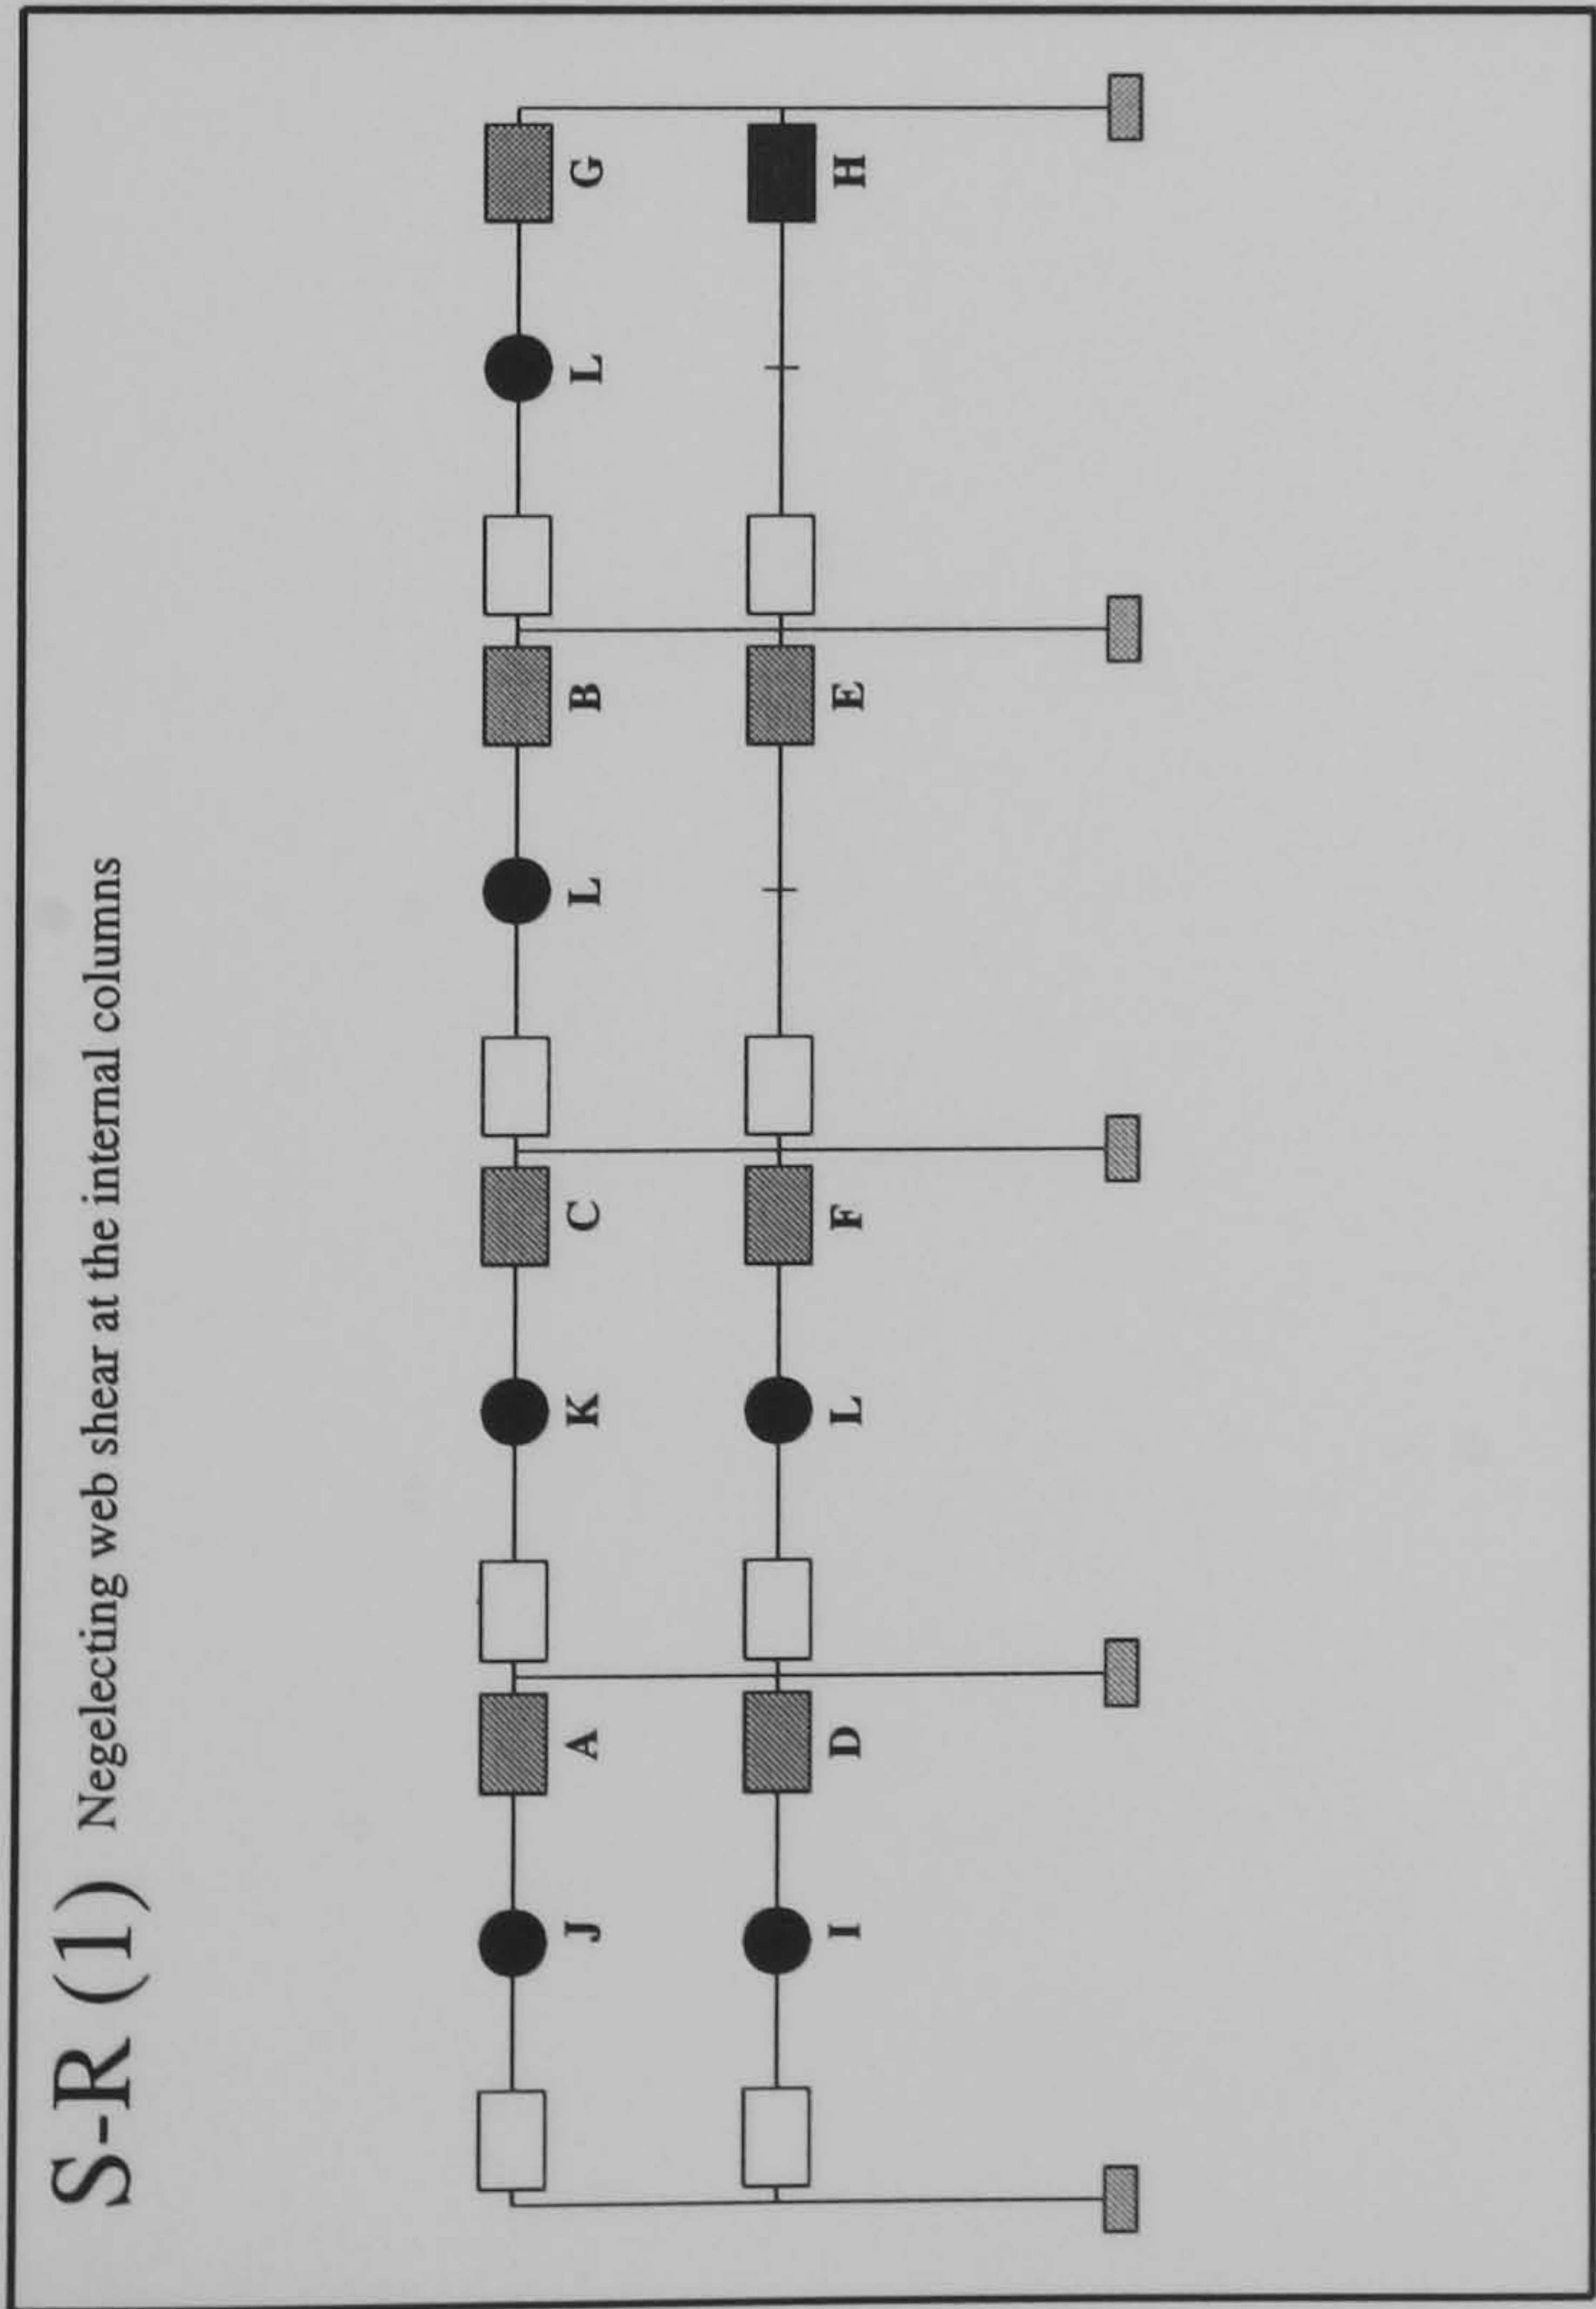 S-R (1) Negelecting web shear at the internal columns
J A K C L B L G
I D L F E H